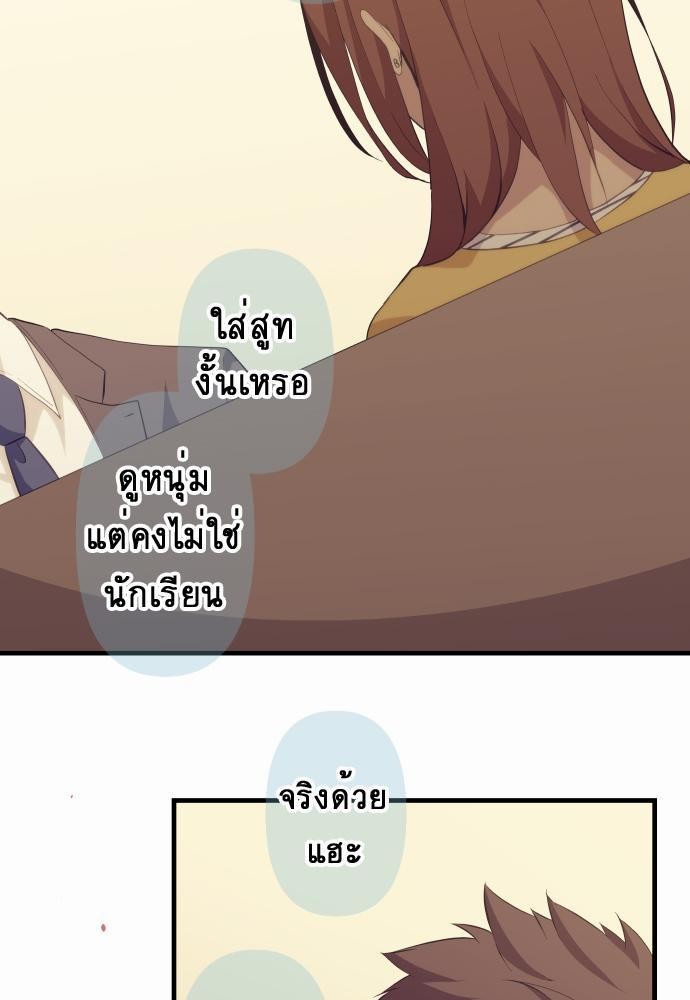 ใส่สูท
งั้นเหรอ
ดูหนุ่ม
แต่คงไม่ใช่
นักเรียน
จริงด้วย
แฮะ